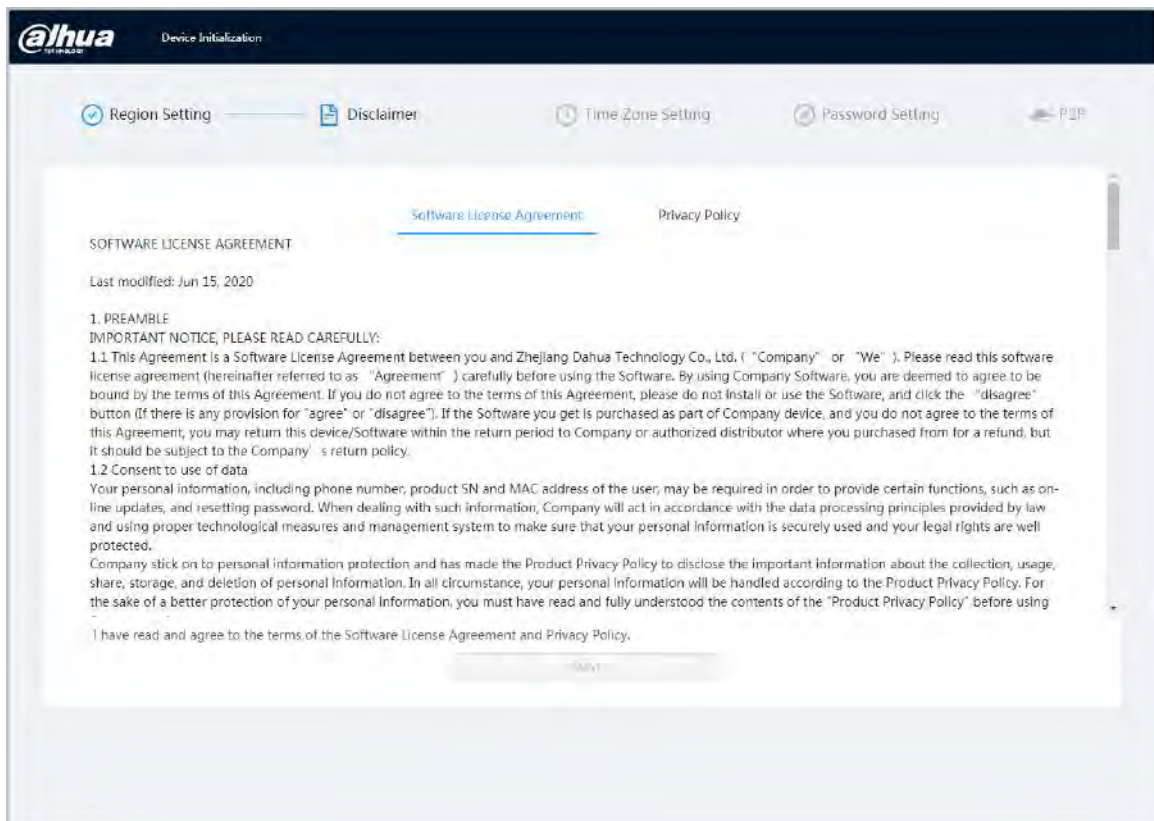 alhua
TECHNOLOGY
Device Initialization
Region Setting
Disclaimer
Time Zone Setting
Password Setting
P2P
Software License Agreement
Privacy Policy
SOFTWARE LICENSE AGREEMENT
Last modified: Jun 15, 2020
1. PREAMBLE
IMPORTANT NOTICE, PLEASE READ CAREFULLY:
1.1 This Agreement is a Software License Agreement between you and Zhejiang Dahua Technology Co., Ltd. ( "Company" or "We" ). Please read this software
license agreement (hereinafter referred to as "Agreement" ) carefully before using the Software. By using Company Software, you are deemed to agree to be
bound by the terms of this Agreement. If you do not agree to the terms of this Agreement, please do not install or use the Software, and click the "disagree"
button (If there is any provision for "agree" or "disagree"). If the Software you get is purchased as part of Company device, and you do not agree to the terms of
this Agreement, you may return this device/Software within the return period to Company or authorized distributor where you purchased from for a refund, but
it should be subject to the Company' s return policy.
1.2 Consent to use of data
Your personal information, including phone number, product SN and MAC address of the user, may be required in order to provide certain functions, such as on-
line updates, and resetting password. When dealing with such information, Company will act in accordance with the data processing principles provided by law
and using proper technological measures and management system to make sure that your personal information is securely used and your legal rights are well
protected.
Company stick on to personal information protection and has made the Product Privacy Policy to disclose the important information about the collection, usage,
share, storage, and deletion of personal information. In all circumstance, your personal information will be handled according to the Product Privacy Policy. For
the sake of a better protection of your personal information, you must have read and fully understood the contents of the "Product Privacy Policy" before using
I have read and agree to the terms of the Software License Agreement and Privacy Policy.